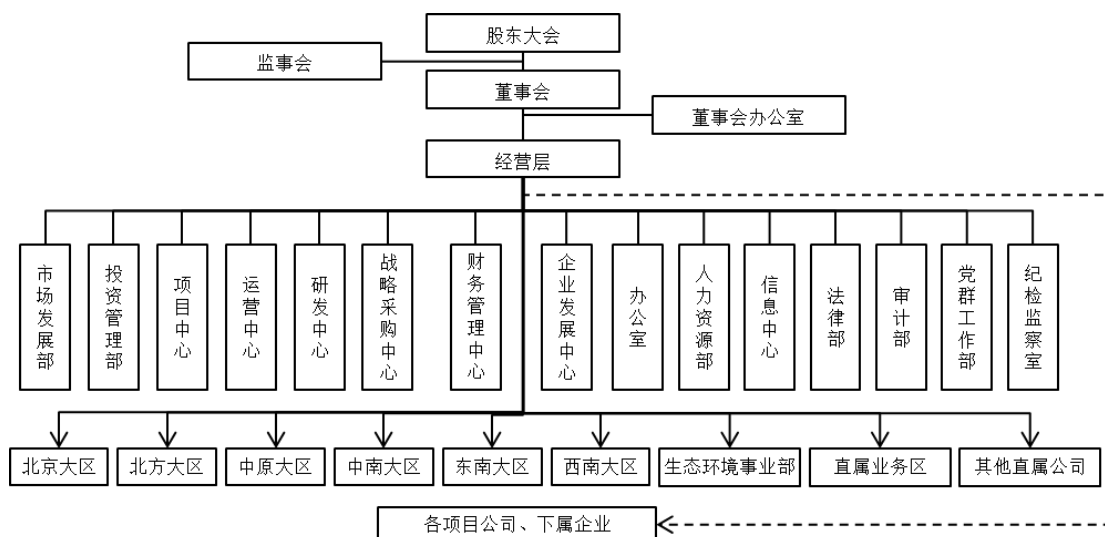 股东大会
监事会
董事会
董事会办公室
经营层
市场发展部
投资管理部
项目中心
运营中心
研发中心
战略采购中心
财务管理中心
企业发展中心
办公室
人力资源部
信息中心
法律部
审计部
党群工作部
纪检监察室
北京大区
北方大区
中原大区
中南大区
东南大区
西南大区
生态环境事业部
直属业务区
其他直属公司
各项目公司、下属企业